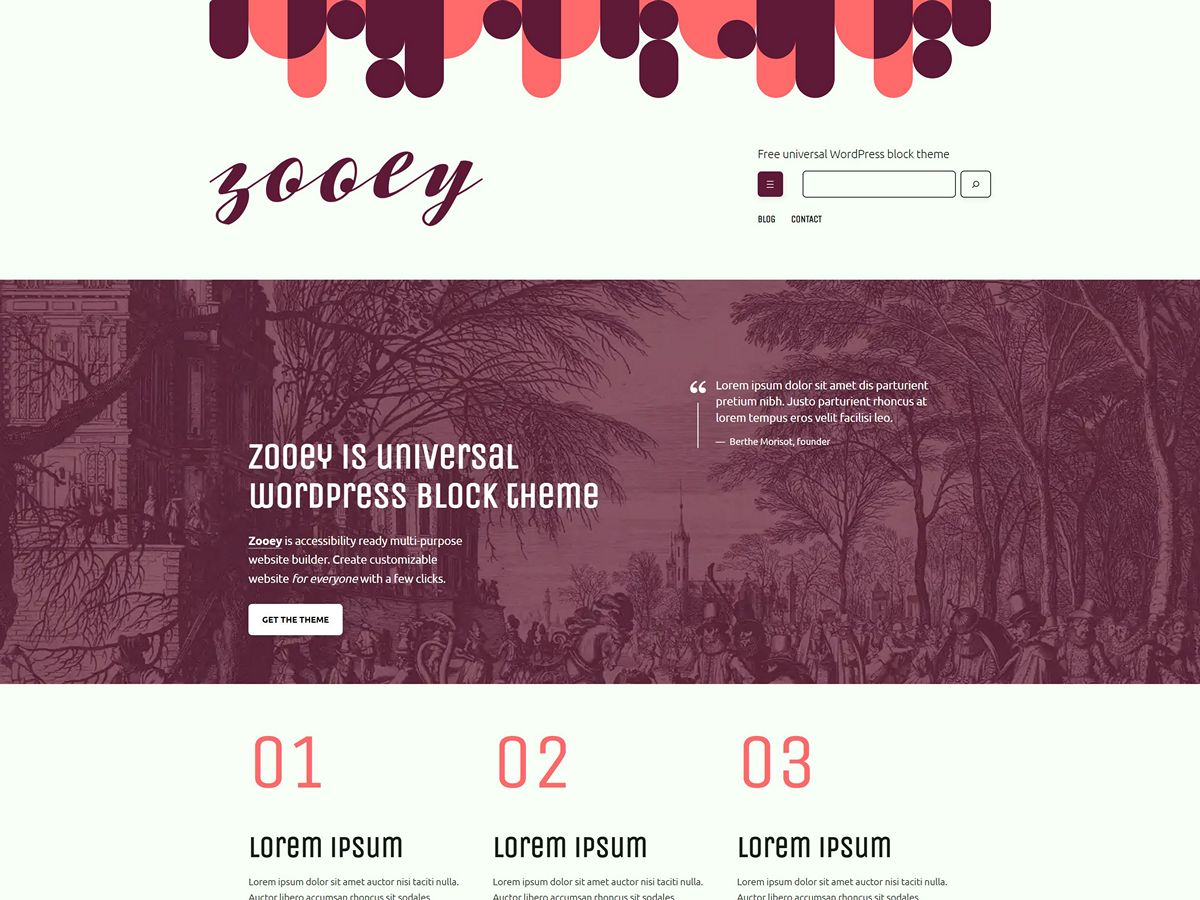 zooey
Free universal WordPress block theme
BLOG CONTACT
Zooey is universal
WordPress block theme
Zooey is accessibility ready multi-purpose
website builder. Create customizable
website for everyone with a few clicks.
GET THE THEME
“ Lorem ipsum dolor sit amet dis parturient
pretium nibh. Justo parturient rhoncus at
lorem tempus eros velit facilisi leo.
— Berthe Morisot, founder
01
Lorem ipsum
Lorem ipsum dolor sit amet auctor nisi taciti nulla.
Auctor libero accumsan rhoncus sit sodales
02
Lorem ipsum
Lorem ipsum dolor sit amet auctor nisi taciti nulla.
Auctor libero accumsan rhoncus sit sodales
03
Lorem ipsum
Lorem ipsum dolor sit amet auctor nisi taciti nulla.
Auctor libero accumsan rhoncus sit sodales